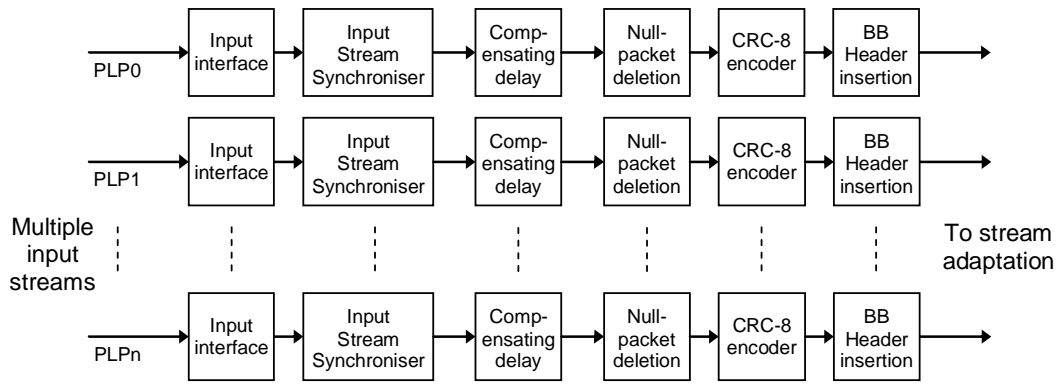 PLP0
Input
interface
Input
Stream
Synchroniser
Comp-
ensating
delay
Null-
packet
deletion
CRC-8
encoder
BB
Header
insertion
PLP1
Input
interface
Input
Stream
Synchroniser
Comp-
ensating
delay
Null-
packet
deletion
CRC-8
encoder
BB
Header
insertion
Multiple
input
streams
To stream
adaptation
PLPn
Input
interface
Input
Stream
Synchroniser
Comp-
ensating
delay
Null-
packet
deletion
CRC-8
encoder
BB
Header
insertion